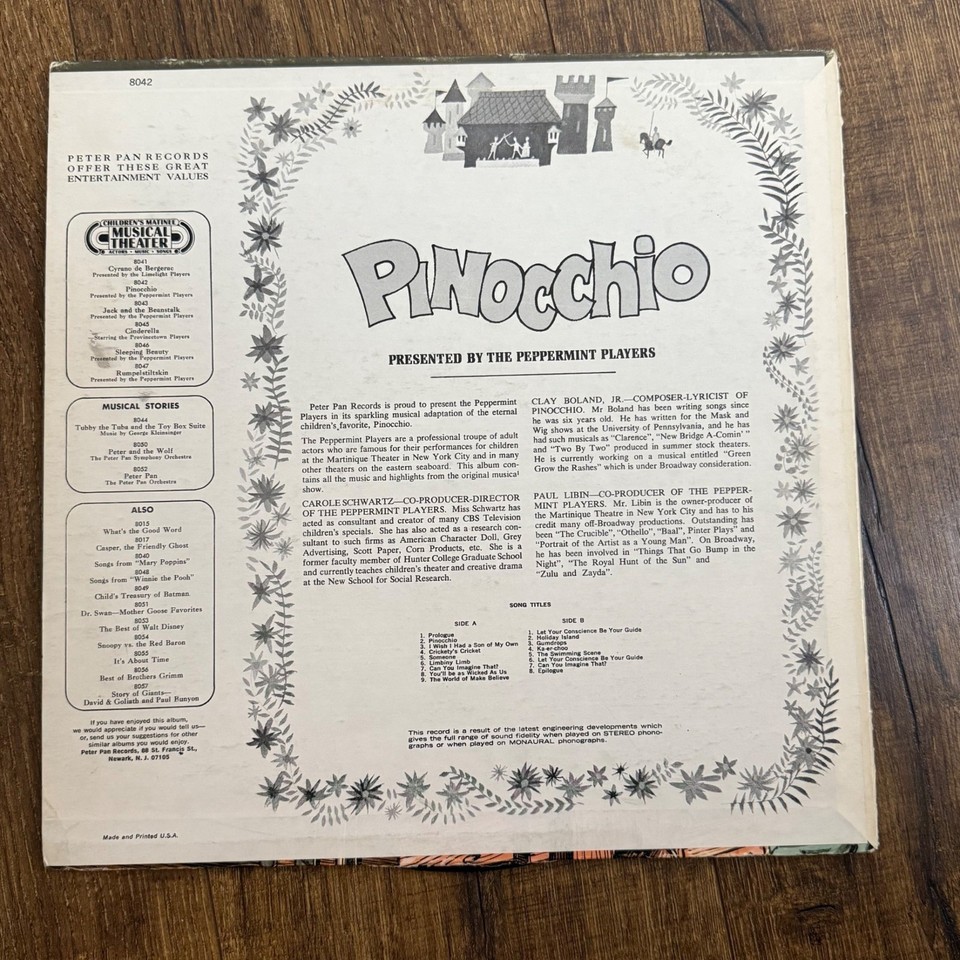 8042
PETER PAN RECORDS
OFFER THESE GREAT
ENTERTAINMENT VALUES
CHILDREN'S MATINEE
MUSICAL
THEATER
ACTORS • MUSIC • SONGS
8041
Cyrano de Bergerac
Presented by the Limelight Players
8042
Pinocchio
Presented by the Peppermint Players
8043
Jack and the Beanstalk
Presented by the Peppermint Players
8045
Cinderella
Starring the Provincetown Players
8046
Sleeping Beauty
Presented by the Peppermint Players
8047
Rumpelstiltskin
Presented by the Peppermint Players
MUSICAL STORIES
8044
Tubby the Tuba and the Toy Box Suite
Music by George Kleinsinger
8050
Peter and the Wolf
The Peter Pan Symphony Orchestra
8052
Peter Pan
The Peter Pan Orchestra
ALSO
8015
What's the Good Word
8017
Casper, the Friendly Ghost
8040
Songs from "Mary Poppins"
8048
Songs from "Winnie the Pooh"
8049
Child's Treasury of Batman
8051
Dr. Swan—Mother Goose Favorites
8053
The Best of Walt Disney
8054
Snoopy vs. the Red Baron
8055
It's About Time
8056
Best of Brothers Grimm
8057
Story of Giants—
David & Goliath and Paul Bunyon
If you have enjoyed this album,
we would appreciate if you would tell us—
or, send us your suggestions for other
similar albums you would enjoy.
Peter Pan Records, 88 St. Francis St.,
Newark, N. J. 07105
Made and Printed U.S.A.
PINOCCHIO
PRESENTED BY THE PEPPERMINT PLAYERS
Peter Pan Records is proud to present the Peppermint
Players in its sparkling musical adaptation of the eternal
children's favorite, Pinocchio.
The Peppermint Players are a professional troupe of adult
actors who are famous for their performances for children
at the Martinique Theater in New York City and in many
other theaters on the eastern seaboard. This album con-
tains all the music and highlights from the original musical
show.
CAROLE SCHWARTZ—CO-PRODUCER-DIRECTOR
OF THE PEPPERMINT PLAYERS. Miss Schwartz has
acted as consultant and creator of many CBS Television
children's specials. She has also acted as a research con-
sultant to such firms as American Character Doll, Grey
Advertising, Scott Paper, Corn Products, etc. She is a
former faculty member of Hunter College Graduate School
and currently teaches children's theater and creative drama
at the New School for Social Research.
CLAY BOLAND, JR.—COMPOSER-LYRICIST OF
PINOCCHIO. Mr Boland has been writing songs since
he was six years old. He has written for the Mask and
Wig shows at the University of Pennsylvania, and he has
had such musicals as "Clarence", "New Bridge A-Comin' "
and "Two By Two" produced in summer stock theaters.
He is currently working on a musical entitled "Green
Grow the Rashes" which is under Broadway consideration.
PAUL LIBIN—CO-PRODUCER OF THE PEPPER-
MINT PLAYERS. Mr. Libin is the owner-producer of
the Martinique Theatre in New York City and has to his
credit many off-Broadway productions. Outstanding has
been "The Crucible", "Othello", "Baal", Pinter Plays" and
"Portrait of the Artist as a Young Man". On Broadway,
he has been involved in "Things That Go Bump in the
Night", "The Royal Hunt of the Sun" and
"Zulu and Zayda".
SONG TITLES
SIDE A
1. Prologue
2. Pinocchio
3. I Wish I Had a Son of My Own
4. Crickety's Cricket
5. Someone
6. Limbiny Limb
7. Can You Imagine That?
8. You'll be as Wicked As Us
9. The World of Make Believe
SIDE B
1. Let Your Conscience Be Your Guide
2. Holiday Island
3. Gumdrops
4. Ka-er-choo
5. The Swimming Scene
6. Let Your Conscience Be Your Guide
7. Can You Imagine That?
8. Epilogue
This record is a result of the latest engineering developments which
gives the full range of sound fidelity when played on STEREO phono-
graphs or when played on MONAURAL phonographs.